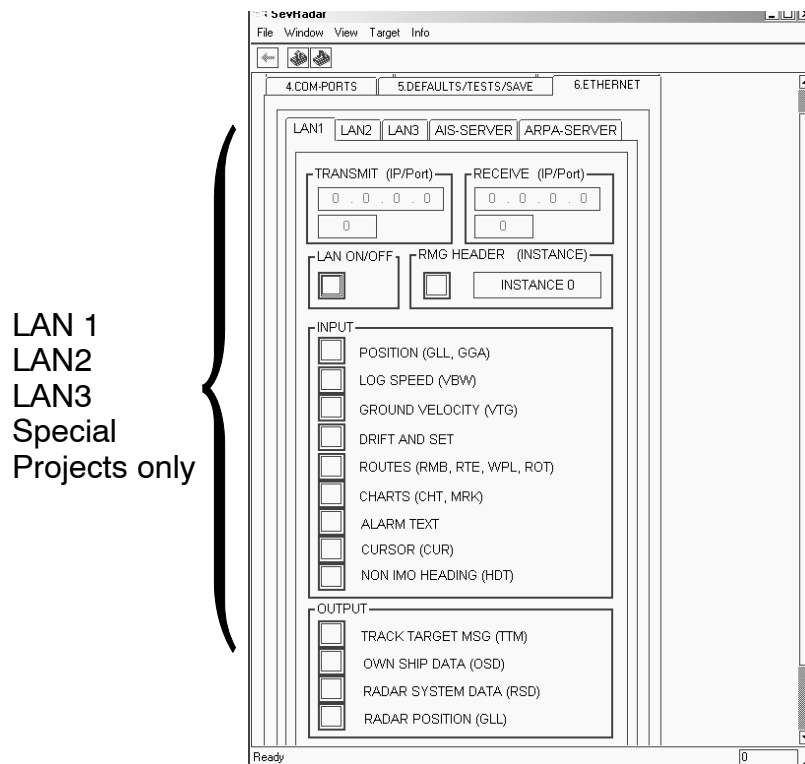 SevRadar
File Window View Target Info
4.COM-PORTS 5.DEFAULTS/TESTS/SAVE 6.ETHERNET
LAN1 LAN2 LAN3 AIS-SERVER ARPA-SERVER
TRANSMIT (IP/Port) RECEIVE (IP/Port)
0 . 0 . 0 . 0 0 . 0 . 0 . 0
0 0
LAN ON/OFF RMG HEADER (INSTANCE)
INSTANCE 0
LAN 1
LAN2
LAN3
Special
Projects only
INPUT
POSITION (GLL, GGA)
LOG SPEED (VBW)
GROUND VELOCITY (VTG)
DRIFT AND SET
ROUTES (RMB, RTE, WPL, ROT)
CHARTS (CHT, MRK)
ALARM TEXT
CURSOR (CUR)
NON IMO HEADING (HDT)
OUTPUT
TRACK TARGET MSG (TTM)
OWN SHIP DATA (OSD)
RADAR SYSTEM DATA (RSD)
RADAR POSITION (GLL)
Ready 0